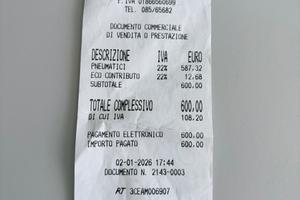 P.IVA 01866560699
TEL. 085/65682
DOCUMENTO COMMERCIALE
DI VENDITA O PRESTAZIONE
DESCRIZIONE IVA EURO
PNEUMATICI 22% 587.32
ECO CONTRIBUTO 22% 12.68
SUBTOTALE 600.00
TOTALE COMPLESSIVO 600.00
DI CUI IVA 108.20
PAGAMENTO ELETTRONICO 600.00
IMPORTO PAGATO 600.00
02-01-2026 17:44
DOCUMENTO N. 2143-0003
RT 3CEAM006907